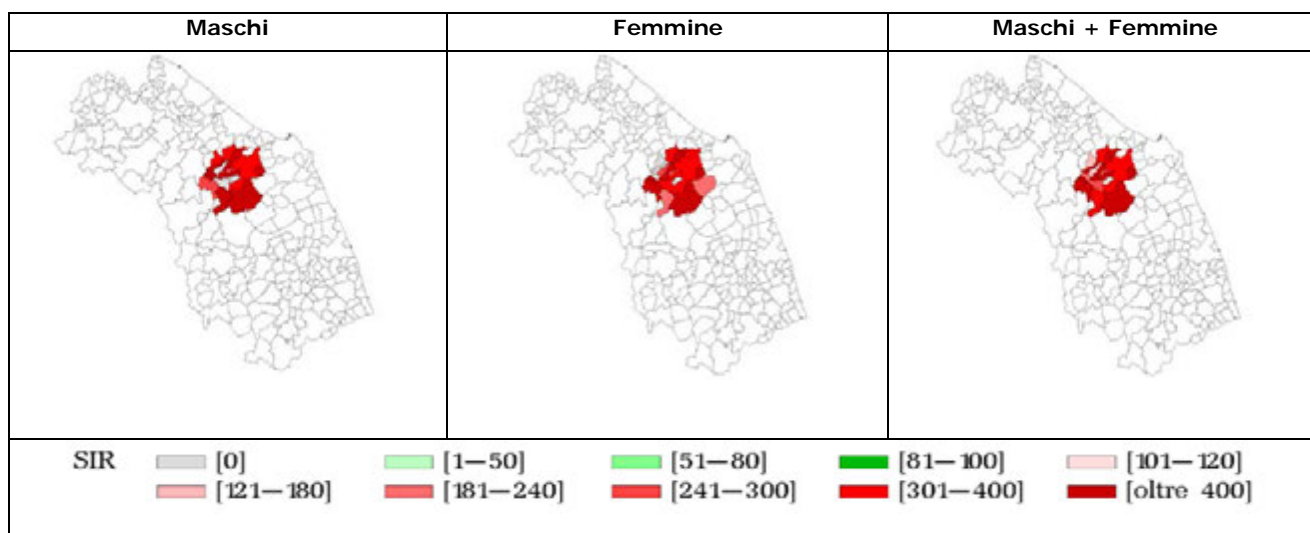 Maschi Femmine Maschi + Femmine
SIR [0] [1—50] [51—80] [81—100] [101—120]
[121—180] [181—240] [241—300] [301—400] [oltre 400]